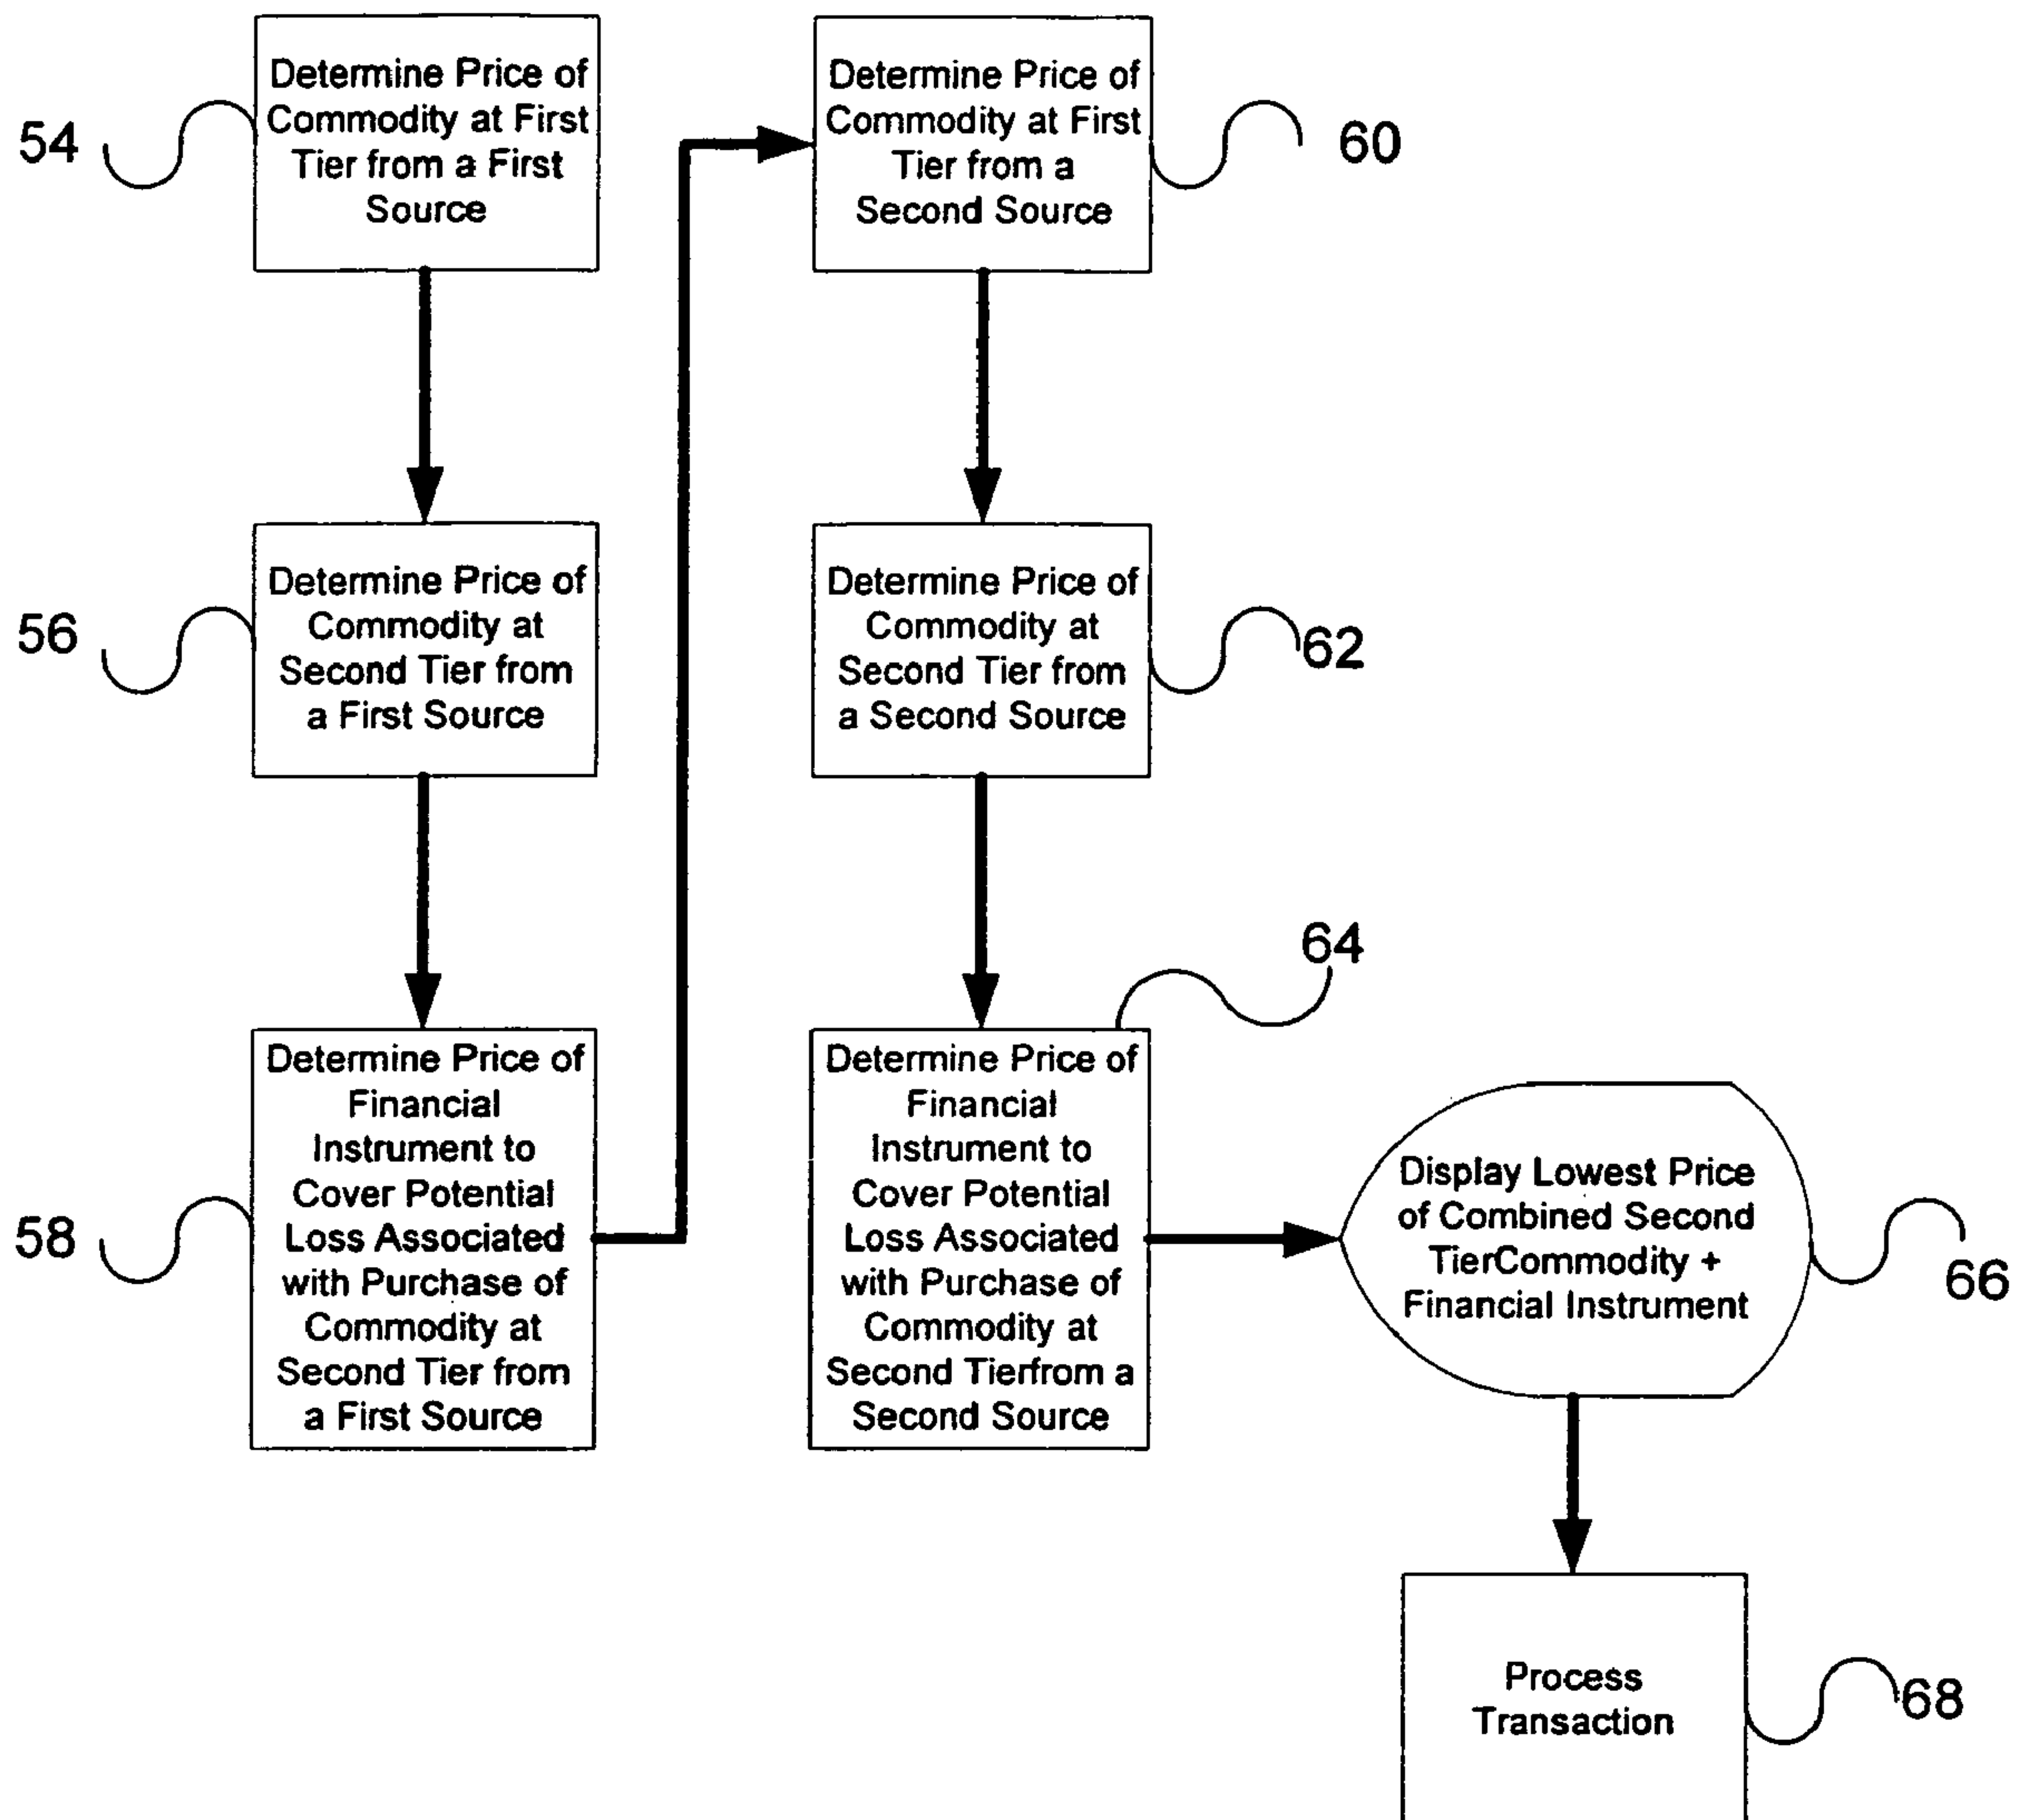 54
Determine Price of
Commodity at First
Tier from a First
Source
56
Determine Price of
Commodity at
Second Tier from
a First Source
58
Determine Price of
Financial
Instrument to
Cover Potential
Loss Associated
with Purchase of
Commodity at
Second Tier from
a First Source
Determine Price of
Commodity at First
Tier from a
Second Source
60
Determine Price of
Commodity at
Second Tier from
a Second Source
62
64
Determine Price of
Financial
Instrument to
Cover Potential
Loss Associated
with Purchase of
Commodity at
Second Tierfrom a
Second Source
Display Lowest Price
of Combined Second
TierCommodity +
Financial Instrument
66
Process
Transaction
68